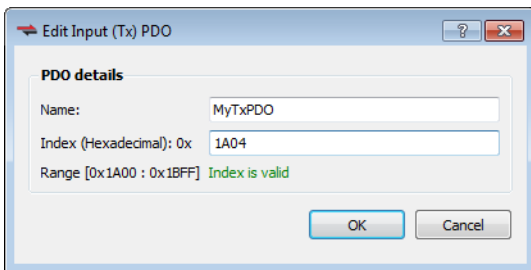 Edit Input (Tx) PDO
PDO details
Name: MyTxPDO
Index (Hexadecimal): 0x 1A04
Range [0x1A00 : 0x1BFF] Index is valid
OK Cancel